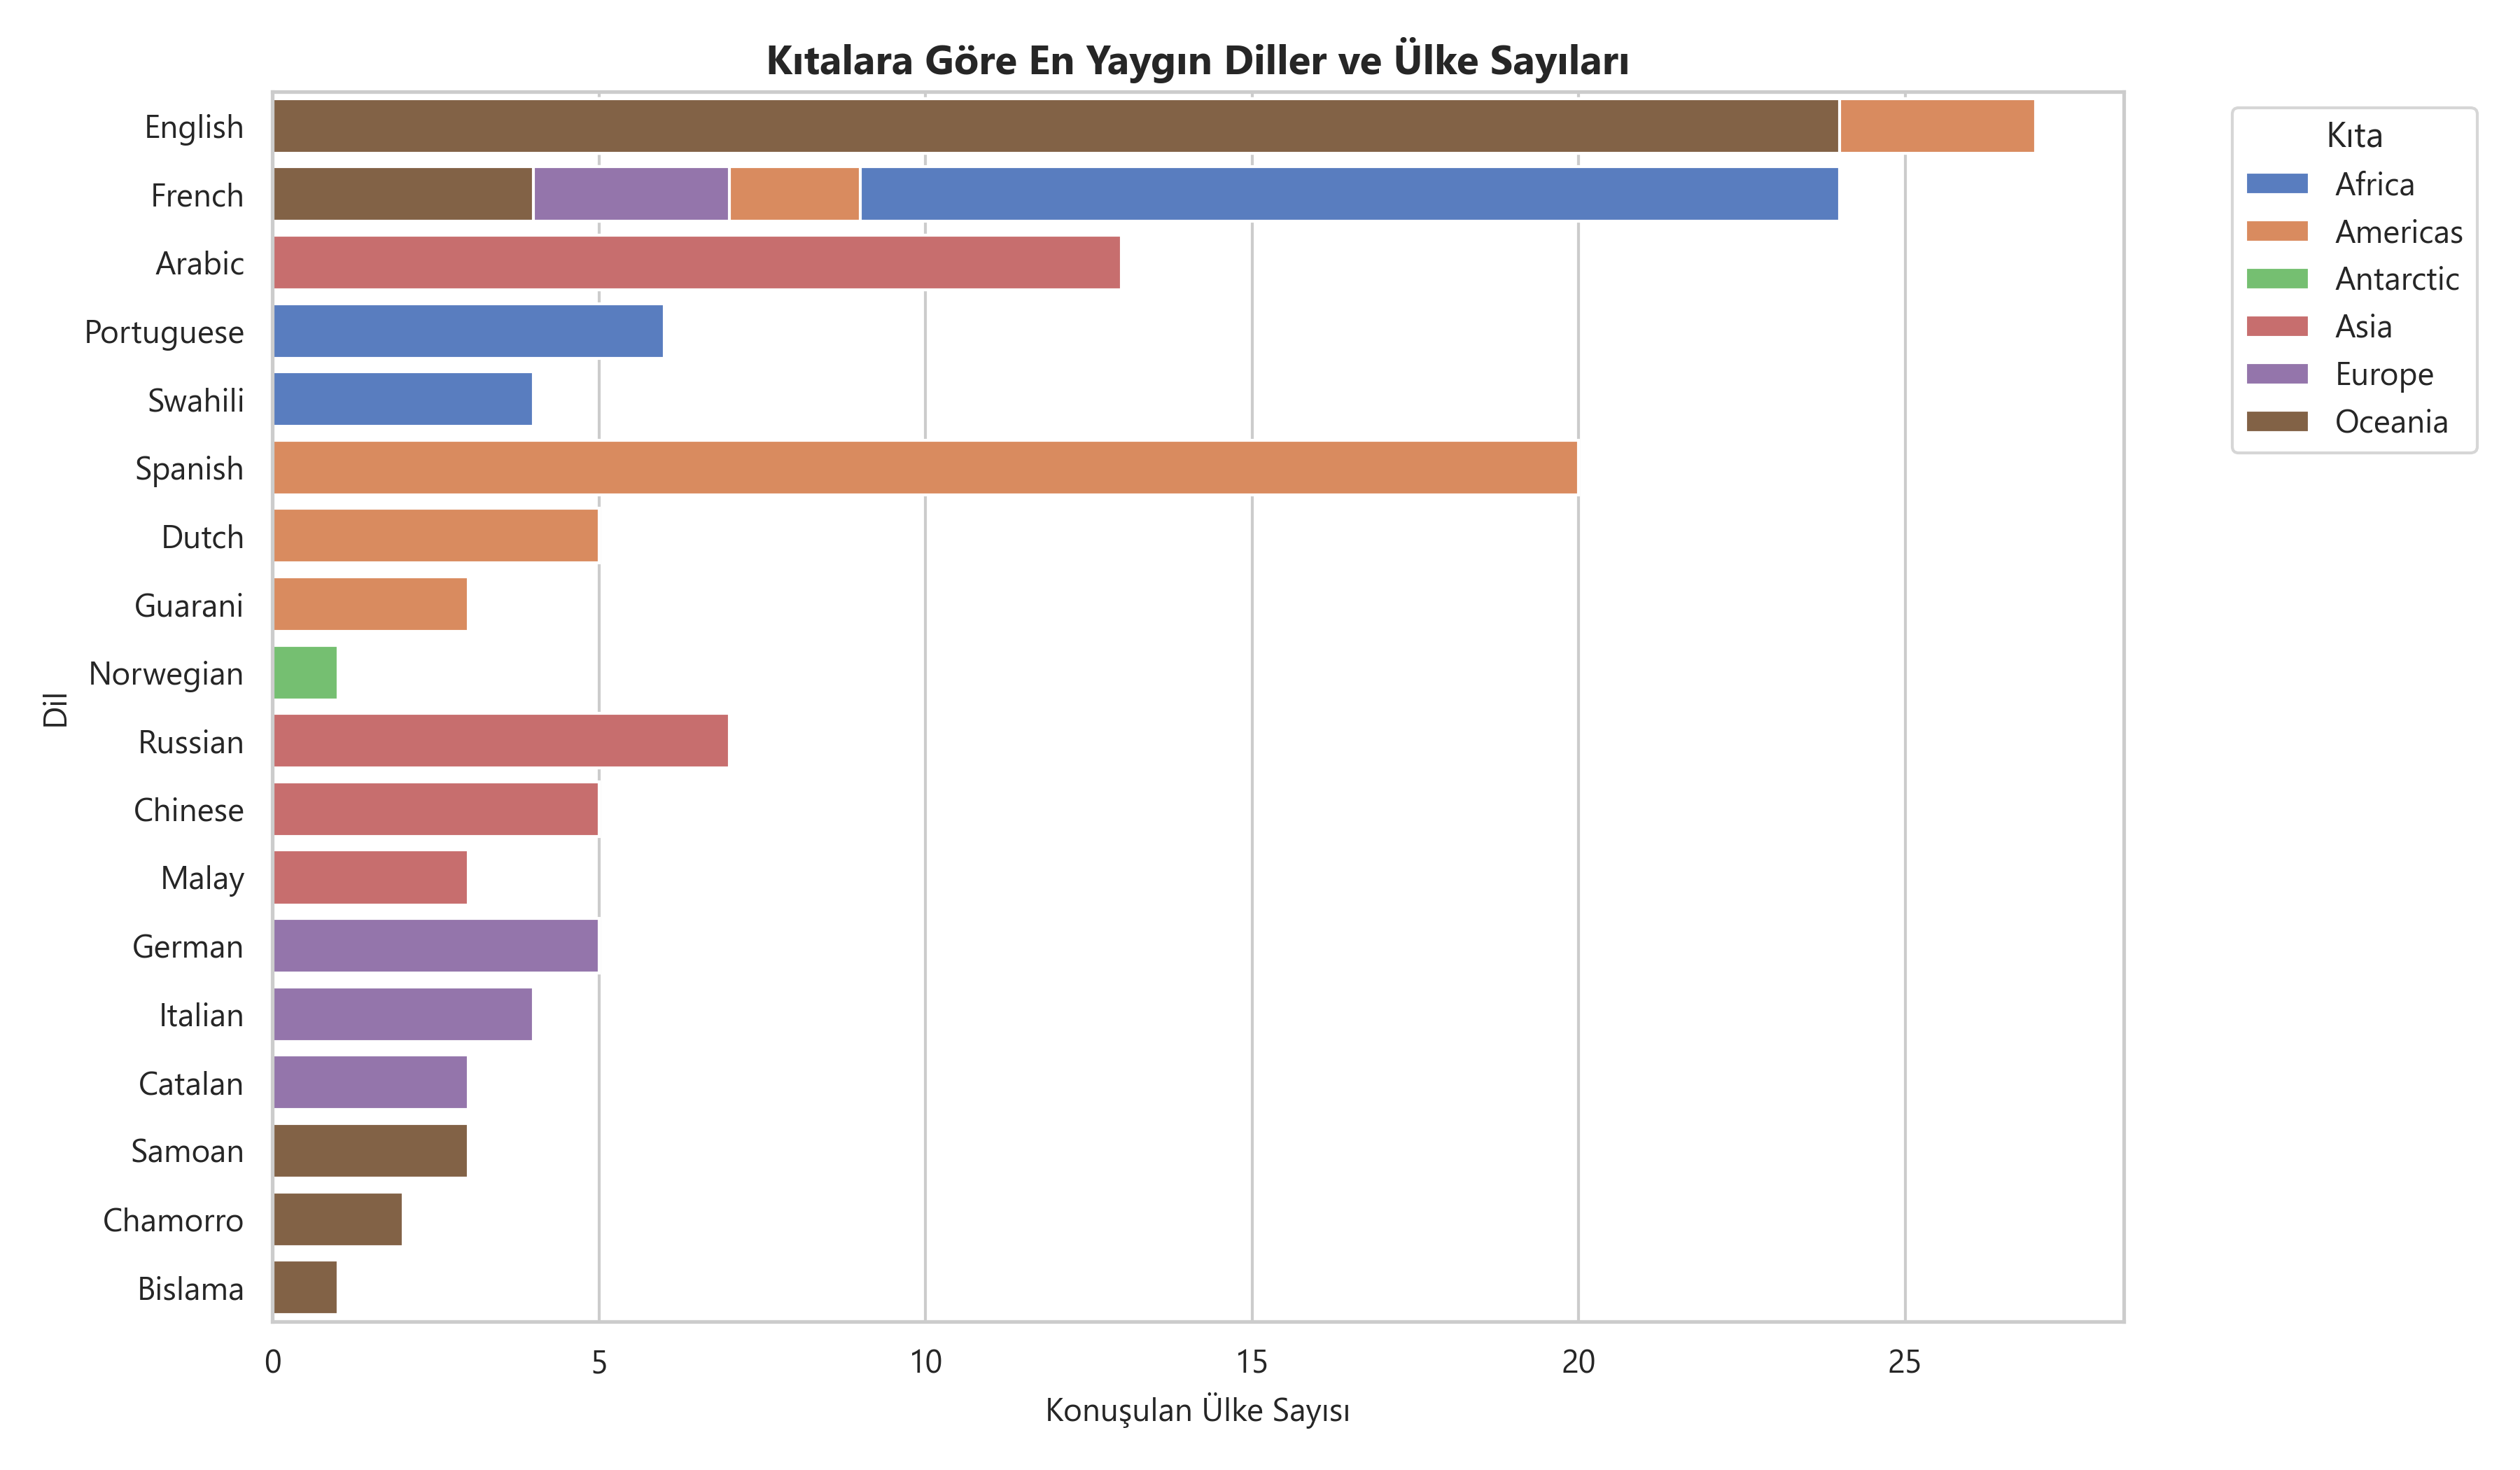 Kıtalara Göre En Yaygın Diller ve Ülke Sayıları
English
French
Arabic
Portuguese
Swahili
Spanish
Dutch
Guarani
Norwegian
Russian
Chinese
Malay
German
Italian
Catalan
Samoan
Chamorro
Bislama
Dil
0 5 10 15 20 25
Konuşulan Ülke Sayısı
Kıta
Africa
Americas
Antarctic
Asia
Europe
Oceania